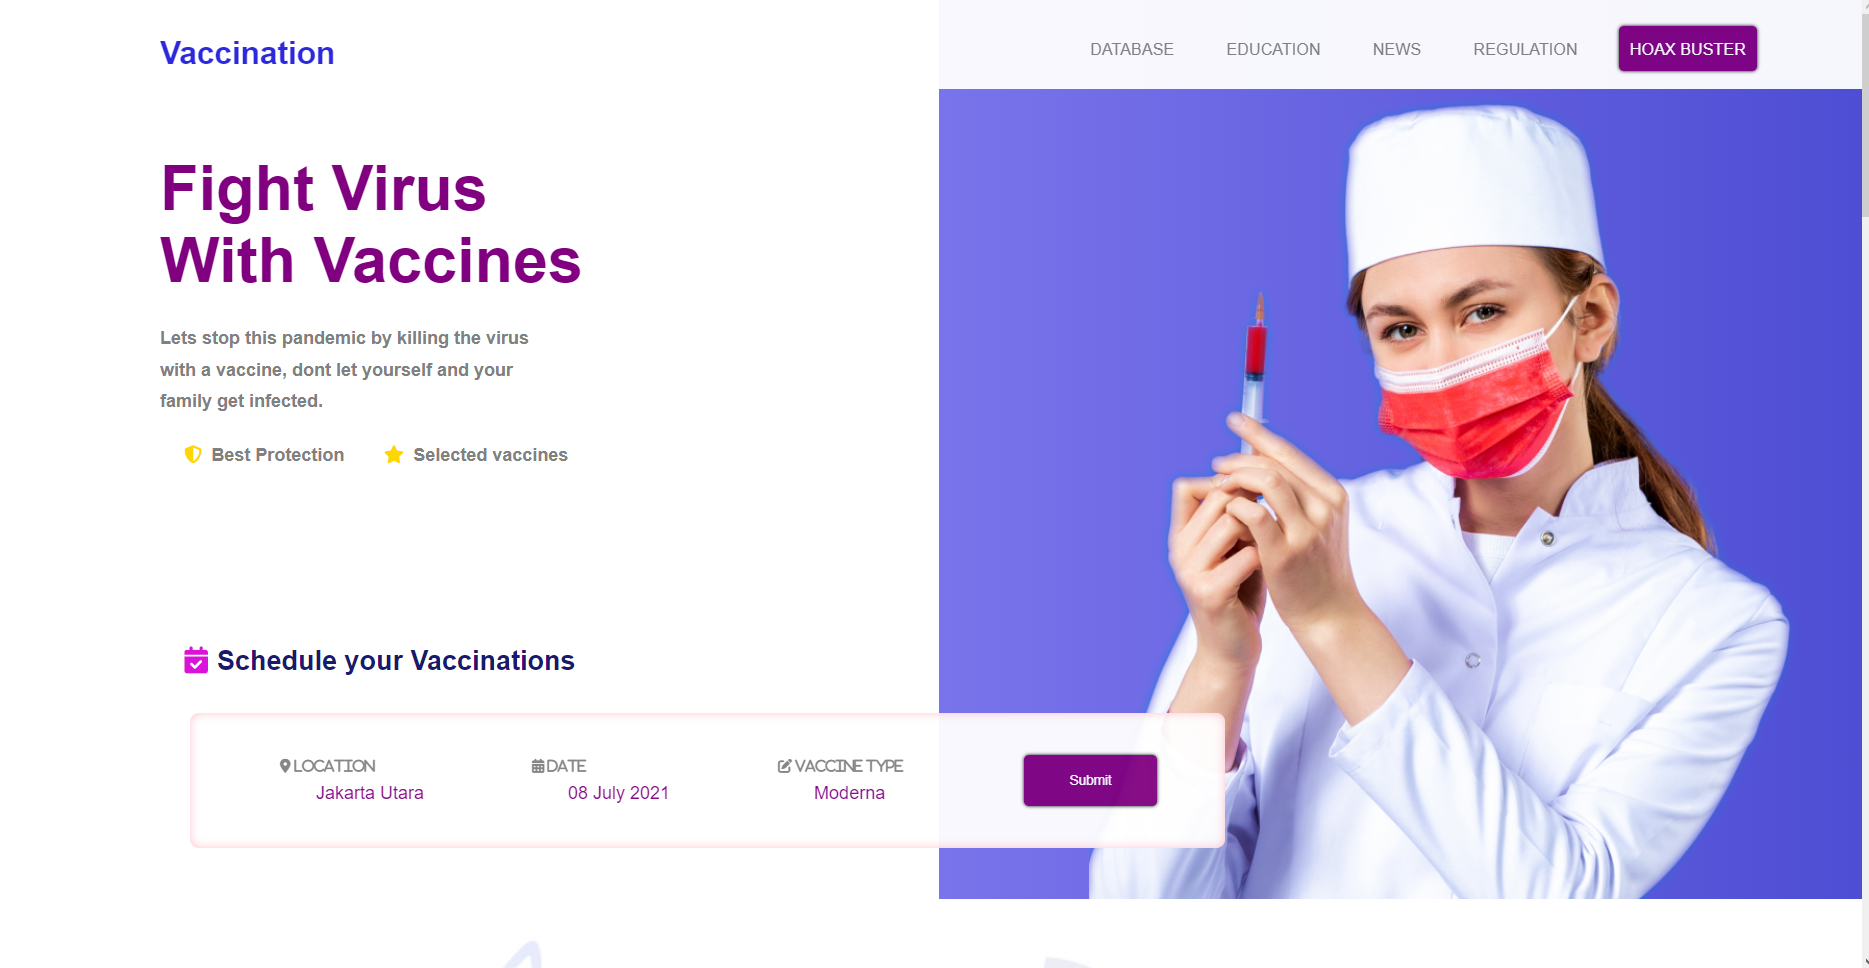 Vaccination
DATABASE
EDUCATION
NEWS
REGULATION
HOAX BUSTER
Fight Virus
With Vaccines
Lets stop this pandemic by killing the virus
with a vaccine, dont let yourself and your
family get infected.
Best Protection
Selected vaccines
Schedule your Vaccinations
LOCATION
Jakarta Utara
DATE
08 July 2021
VACCINE TYPE
Moderna
Submit